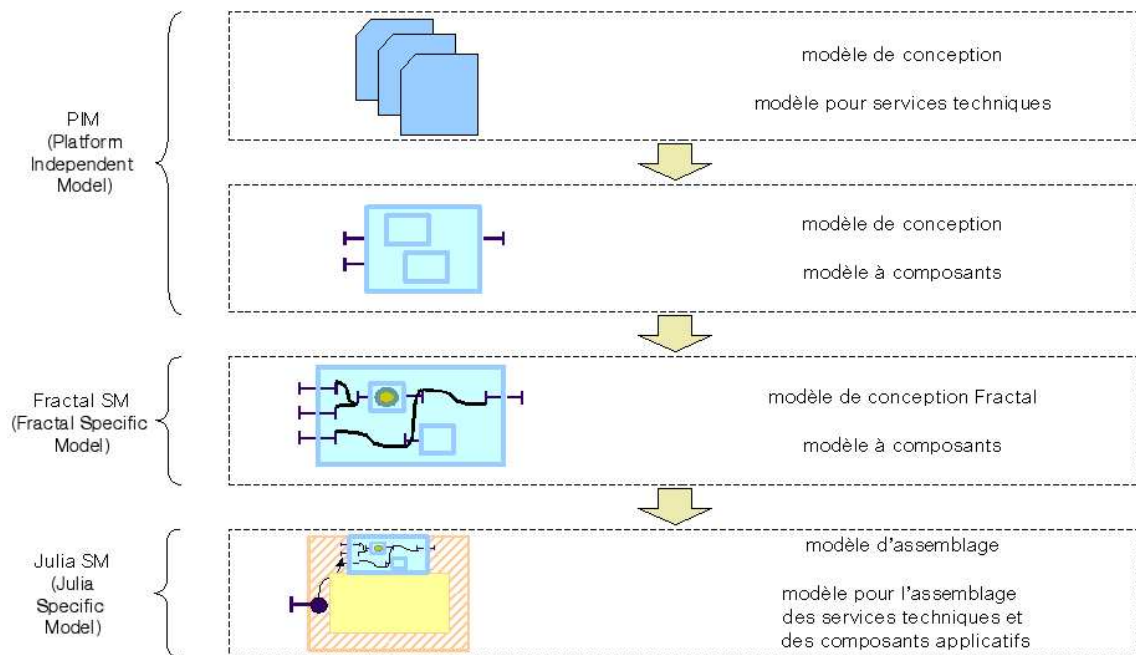 PIM
(Platform
Independent
Model)
modèle de conception
modèle pour services techniques
modèle de conception
modèle à composants
Fractal SM
(Fractal Specific
Model)
modèle de conception Fractal
modèle à composants
Julia SM
(Julia
Specific
Model)
modèle d'assemblage
modèle pour l'assemblage
des services techniques et
des composants applicatifs